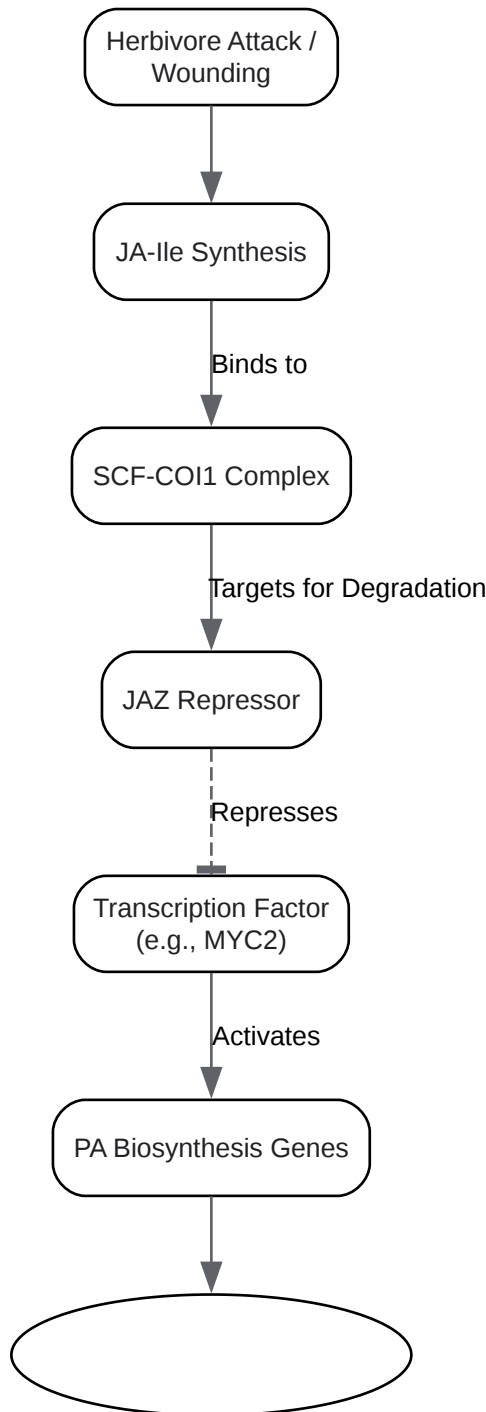 Herbivore Attack /
Wounding
JA-Ile Synthesis
Binds to
SCF-COI1 Complex
Targets for Degradation
JAZ Repressor
Represses
Transcription Factor
(e.g., MYC2)
Activates
PA Biosynthesis Genes